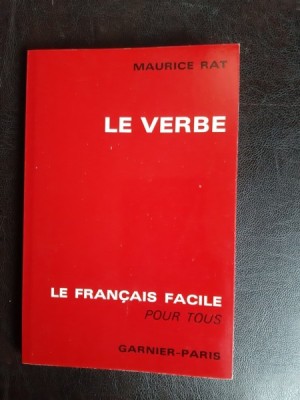 MAURICE RAT
LE VERBE
LE FRANÇAIS FACILE
POUR TOUS
GARNIER-PARIS